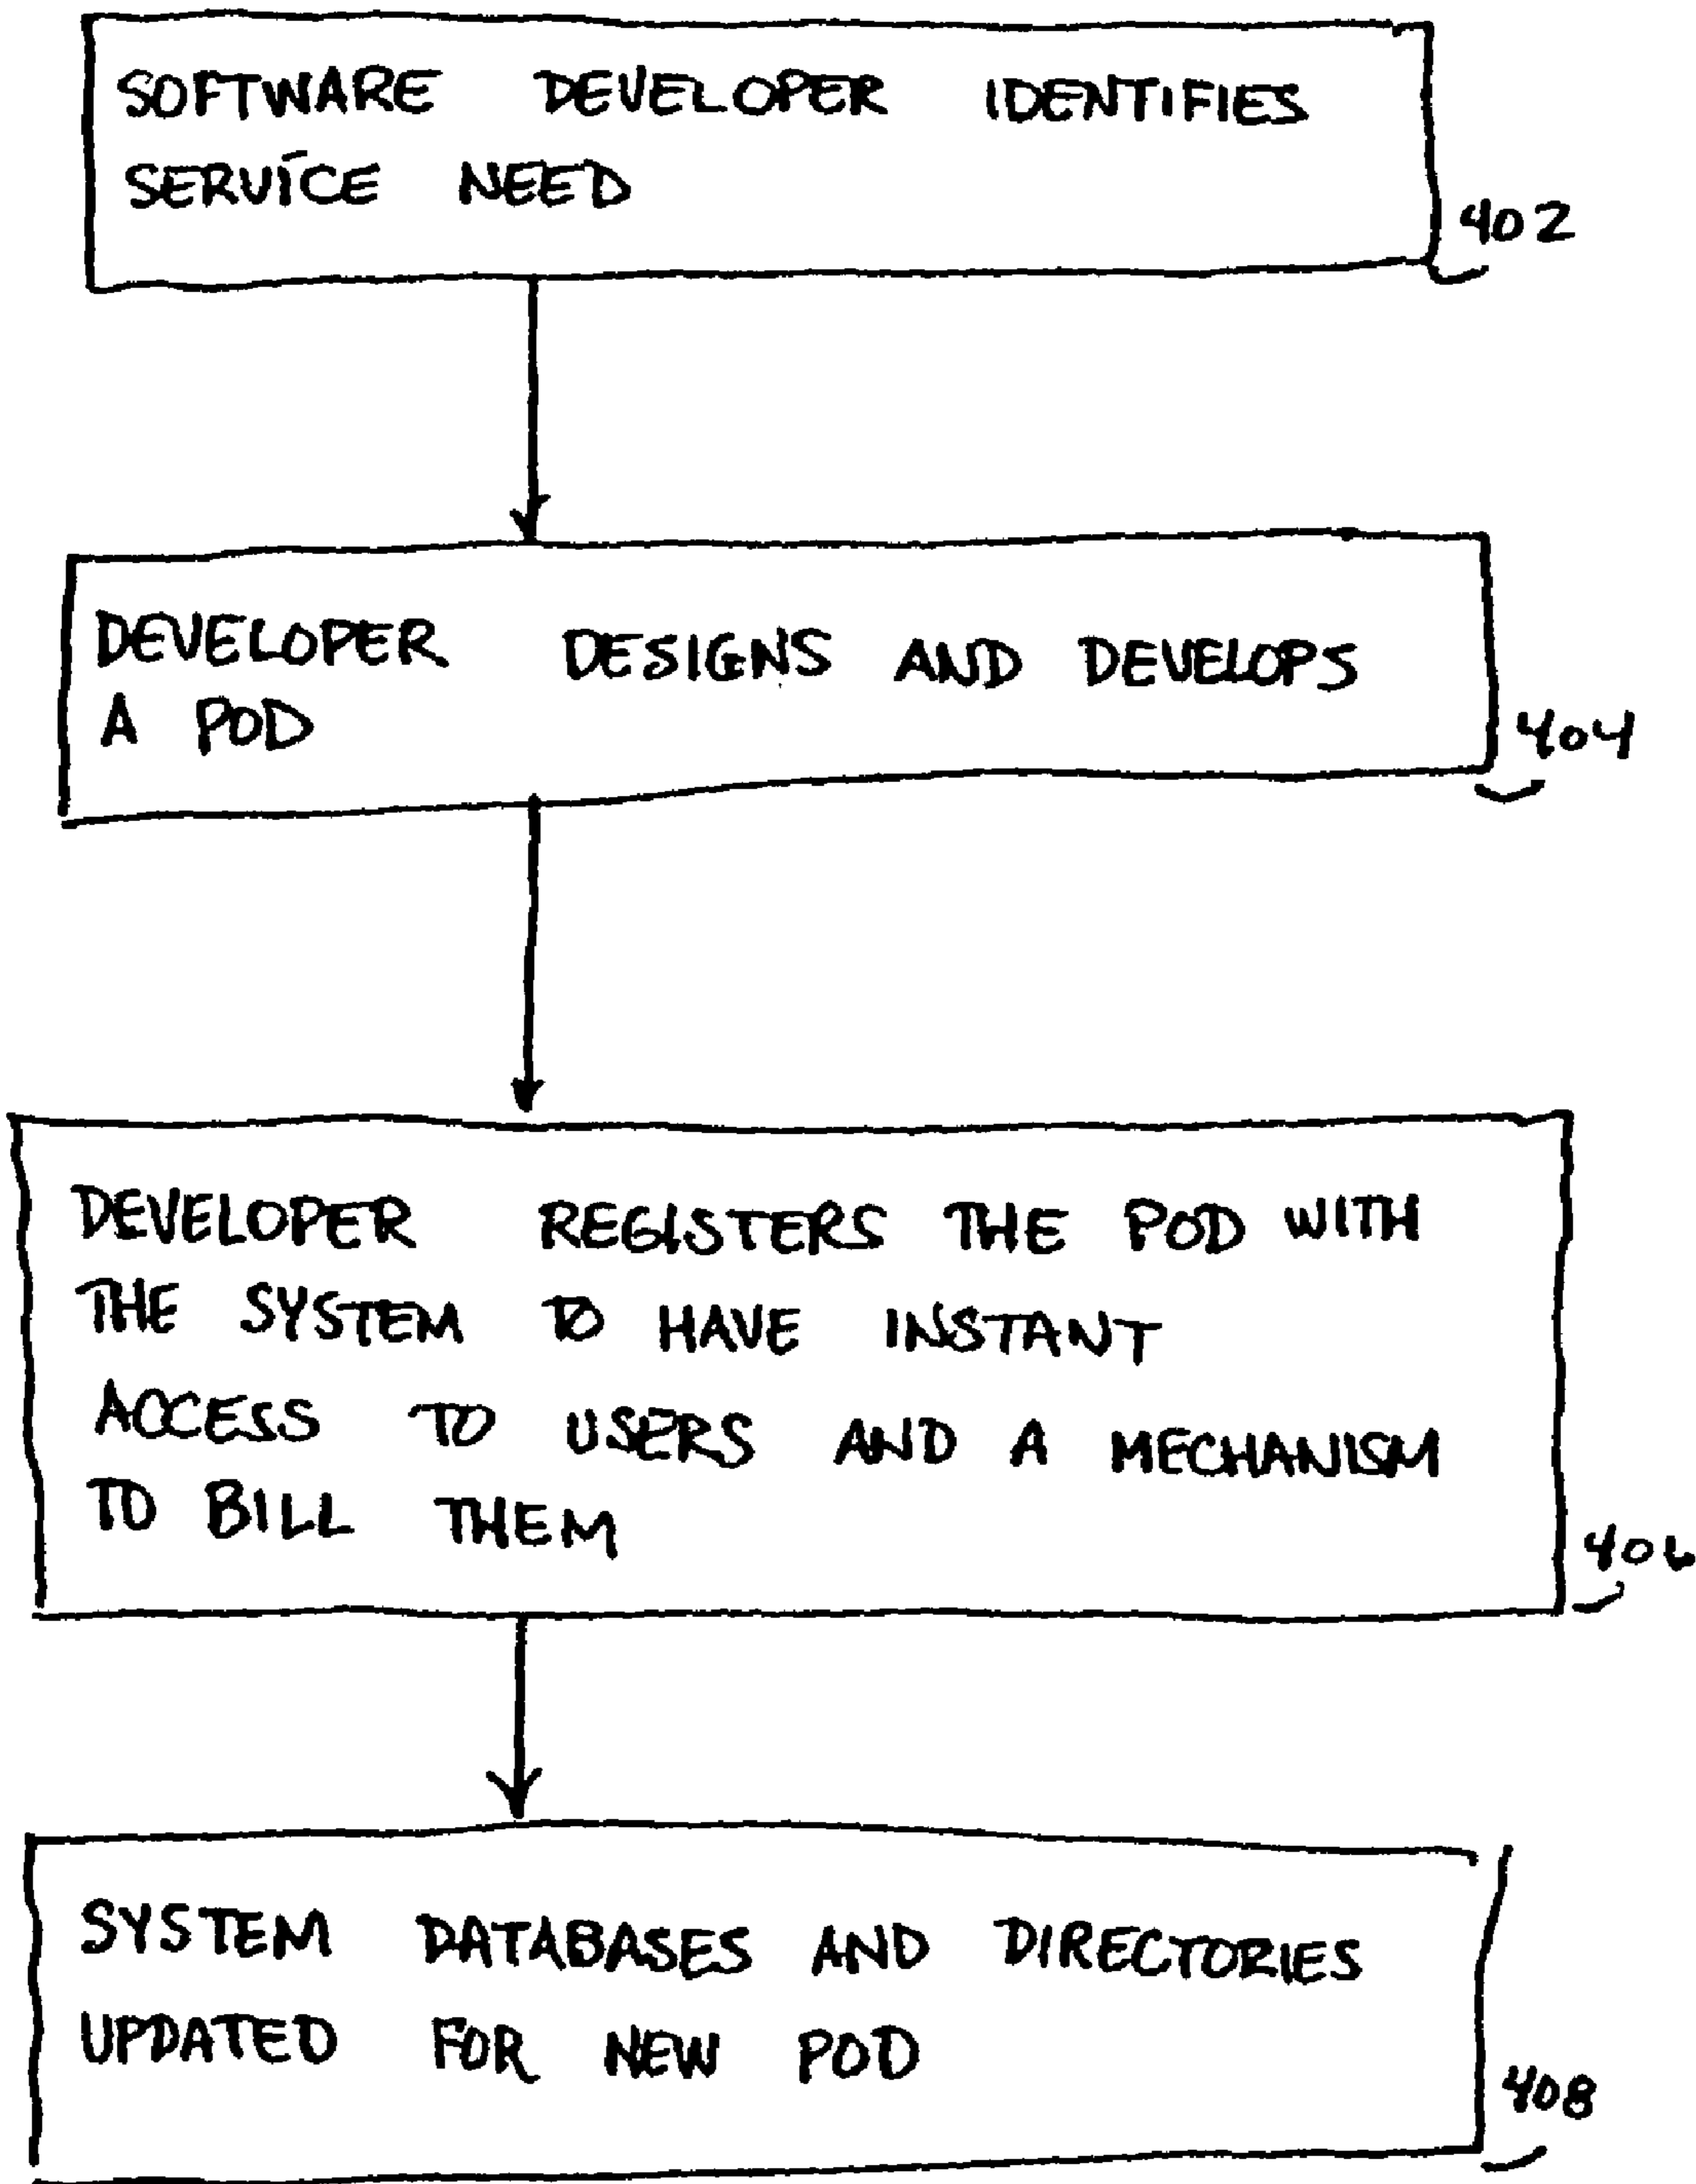 SOFTWARE DEVELOPER IDENTIFIES
SERVICE NEED
402
DEVELOPER DESIGNS AND DEVELOPS
A POD
404
DEVELOPER REGISTERS THE POD WITH
THE SYSTEM TO HAVE INSTANT
ACCESS TO USERS AND A MECHANISM
TO BILL THEM
406
SYSTEM DATABASES AND DIRECTORIES
UPDATED FOR NEW POD
408